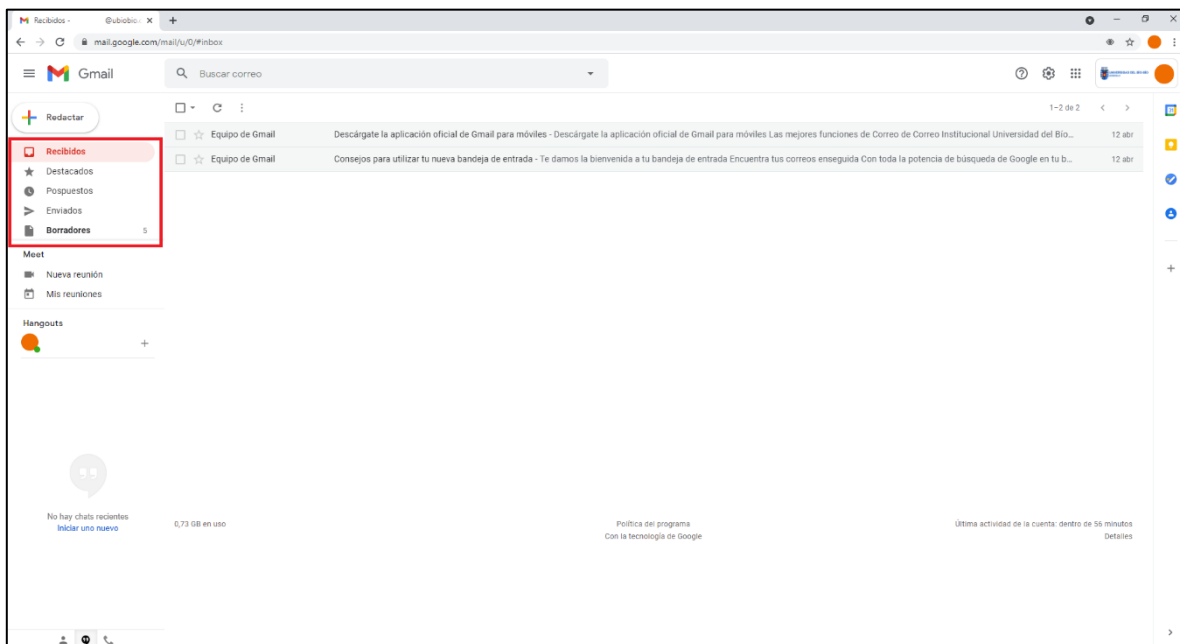 Recibidos - @ubiobio.c
mail.google.com/mail/u/0/#inbox
Gmail
Buscar correo
Redactar
1–2 de 2
Equipo de Gmail Descárgate la aplicación oficial de Gmail para móviles - Descárgate la aplicación oficial de Gmail para móviles Las mejores funciones de Correo de Correo Institucional Universidad del Bío... 12 abr
Equipo de Gmail Consejos para utilizar tu nueva bandeja de entrada - Te damos la bienvenida a tu bandeja de entrada Encuentra tus correos enseguida Con toda la potencia de búsqueda de Google en tu b... 12 abr
Recibidos
Destacados
Pospuestos
Enviados
Borradores 5
Meet
Nueva reunión
Mis reuniones
Hangouts
No hay chats recientes
Iniciar uno nuevo
0,73 GB en uso
Política del programa
Con la tecnología de Google
Última actividad de la cuenta: dentro de 56 minutos
Detalles